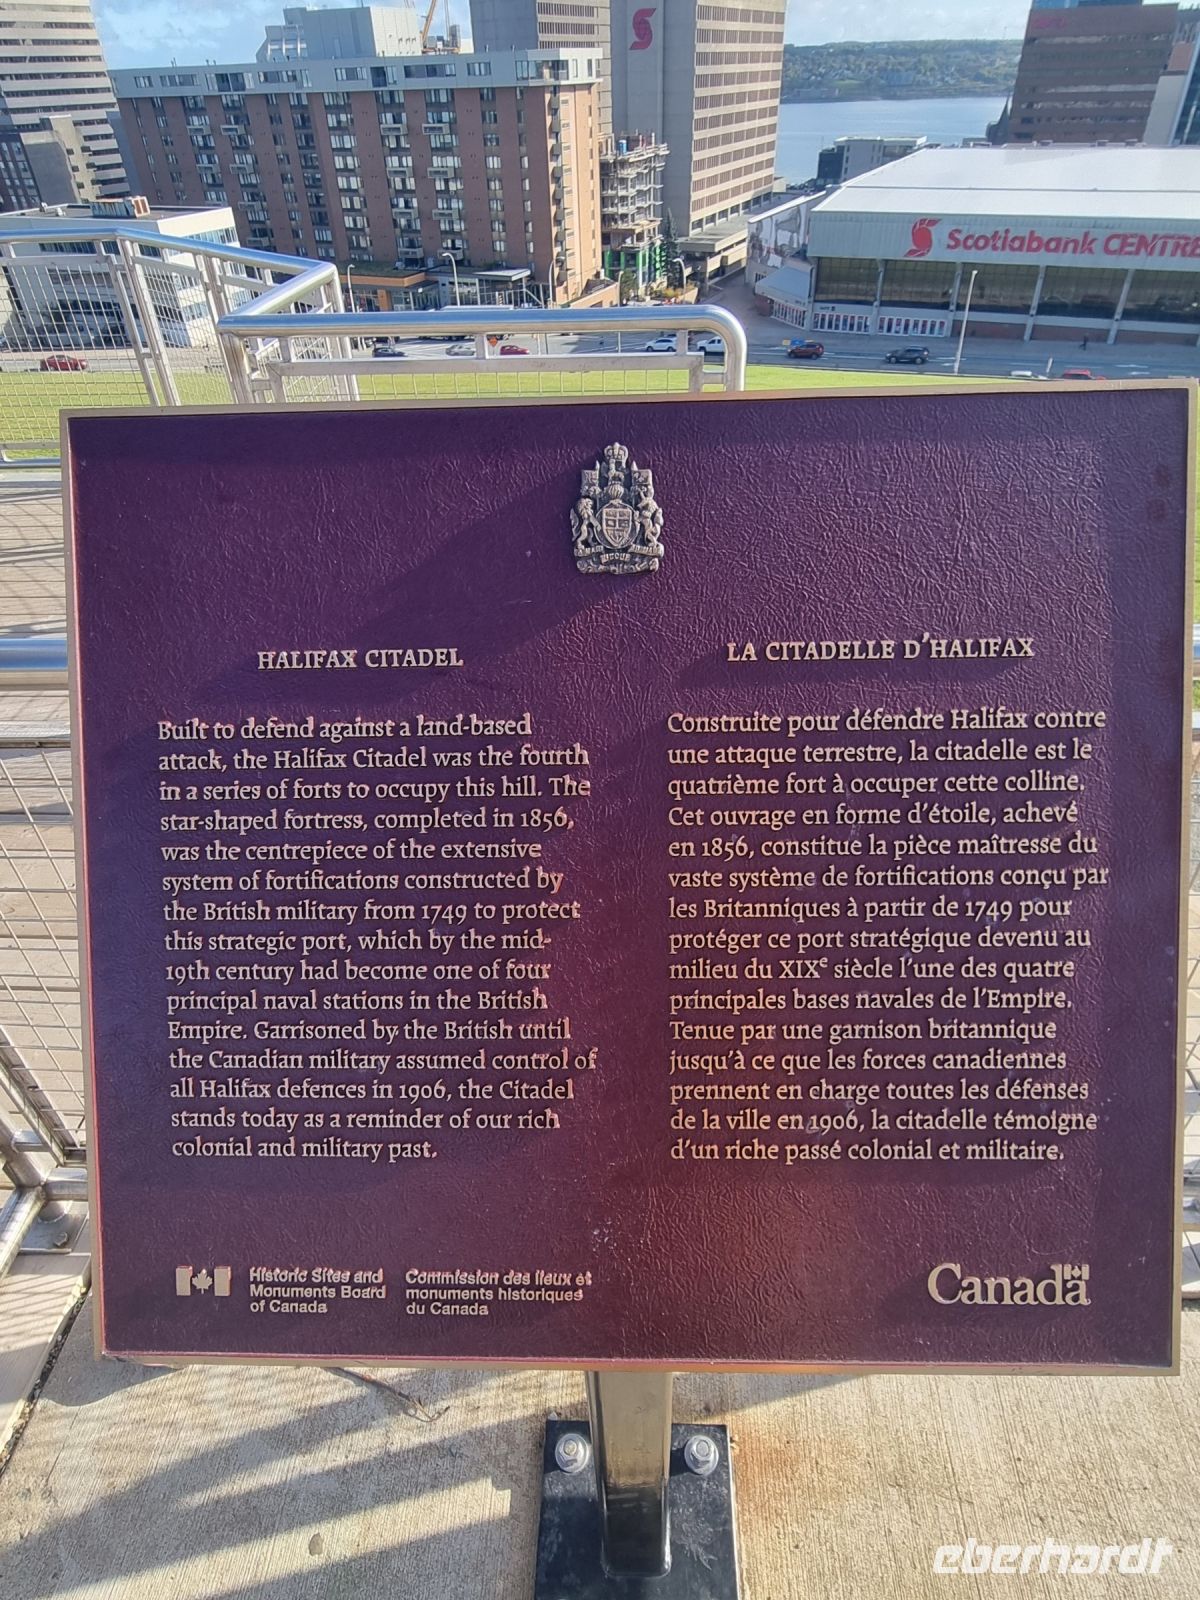 Scotiabank CENTRE
HALIFAX CITADEL
Built to defend against a land-based
attack, the Halifax Citadel was the fourth
in a series of forts to occupy this hill. The
star-shaped fortress, completed in 1856,
was the centrepiece of the extensive
system of fortifications constructed by
the British military from 1749 to protect
this strategic port, which by the mid-
19th century had become one of four
principal naval stations in the British
Empire. Garrisoned by the British until
the Canadian military assumed control of
all Halifax defences in 1906, the Citadel
stands today as a reminder of our rich
colonial and military past.
LA CITADELLE D'HALIFAX
Construite pour défendre Halifax contre
une attaque terrestre, la citadelle est le
quatrième fort à occuper cette colline.
Cet ouvrage en forme d'étoile, achevé
en 1856, constitue la pièce maîtresse du
vaste système de fortifications conçu par
les Britanniques à partir de 1749 pour
protéger ce port stratégique devenu au
milieu du XIXe siècle l'une des quatre
principales bases navales de l'Empire.
Tenue par une garnison britannique
jusqu'à ce que les forces canadiennes
prennent en charge toutes les défenses
de la ville en 1906, la citadelle témoigne
d'un riche passé colonial et militaire.
Historic Sites and
Monuments Board
of Canada
Commission des lieux et
monuments historiques
du Canada
Canada
eberhardt